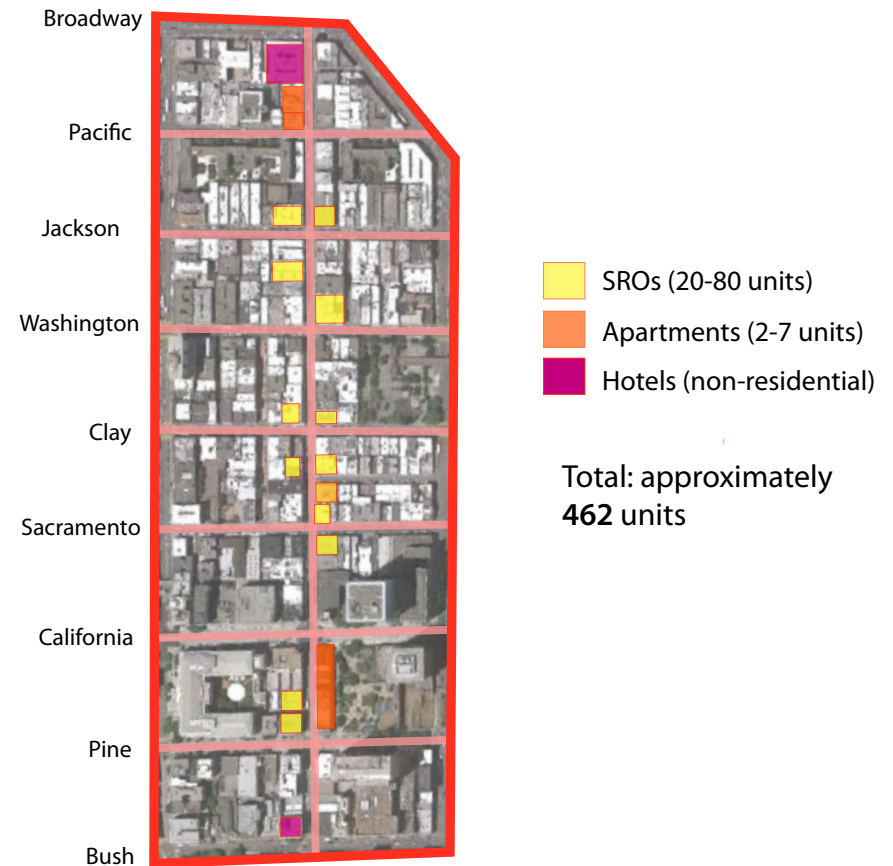 Broadway
Pacific
Jackson
Washington
Clay
Sacramento
California
Pine
Bush
SROs (20-80 units)
Apartments (2-7 units)
Hotels (non-residential)
Total: approximately
462 units